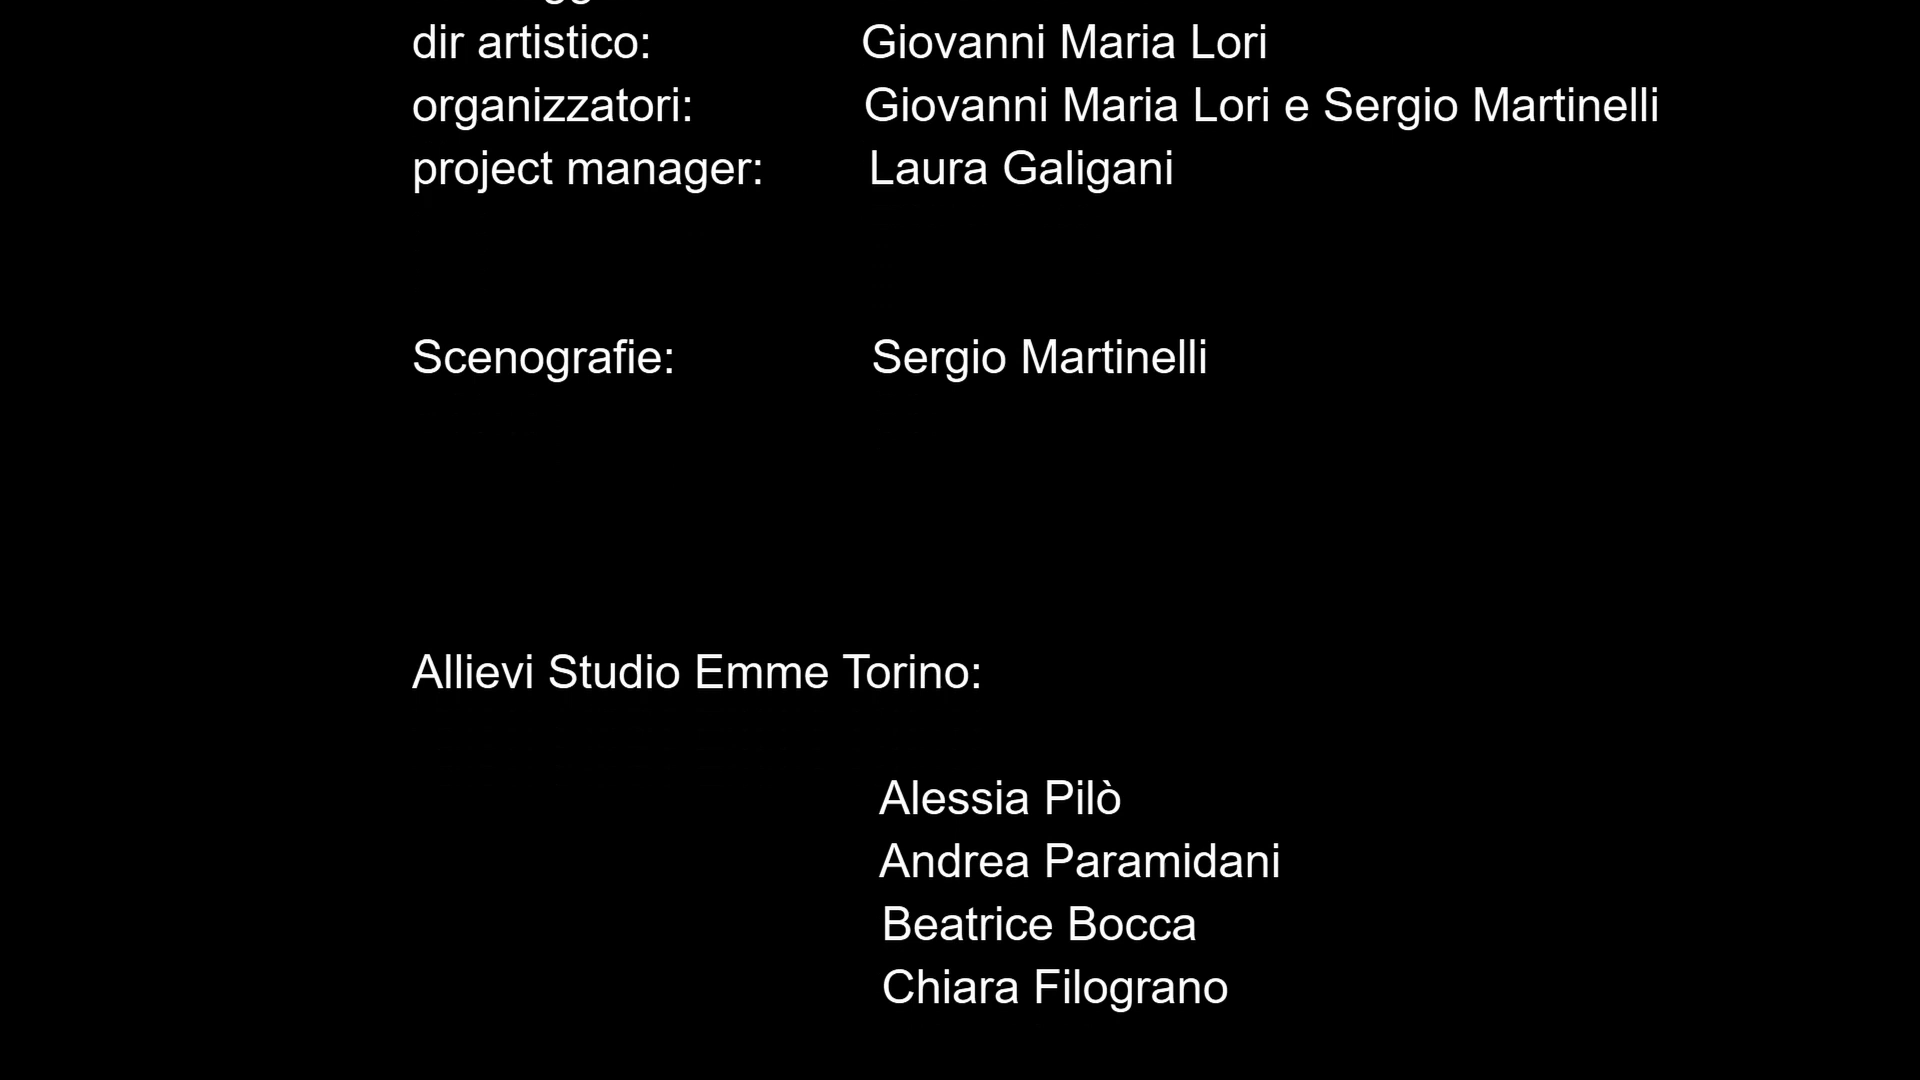 dir artistico: Giovanni Maria Lori
organizzatori: Giovanni Maria Lori e Sergio Martinelli
project manager: Laura Galigani
Scenografie: Sergio Martinelli
Allievi Studio Emme Torino:
Alessia Pilò
Andrea Paramidani
Beatrice Bocca
Chiara Filograno